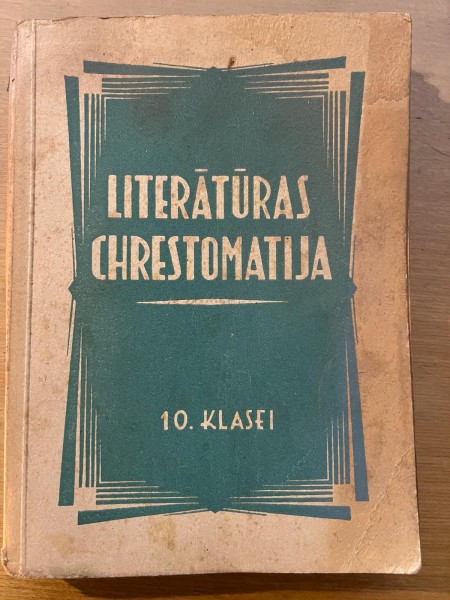 LITERĀTŪRAS
CHRESTOMATIJA
10. KLASEI